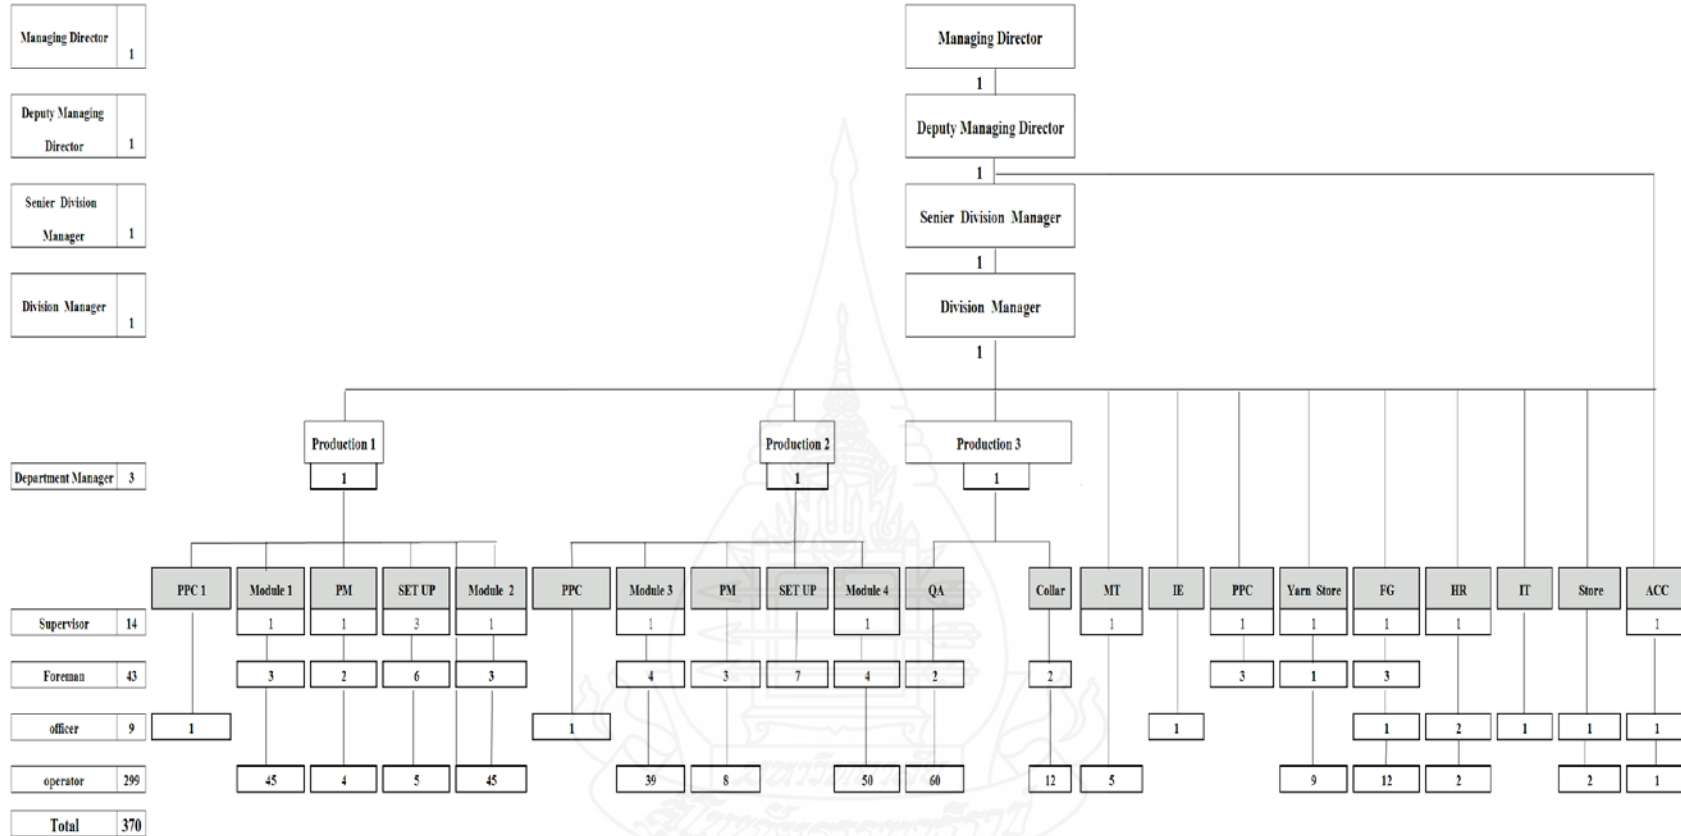 Managing Director 1
Managing Director
1
Deputy Managing
Director 1
Deputy Managing Director
1
Senier Division
Manager 1
Senier Division Manager
1
Division Manager 1
Division Manager
1
Production 1 Production 2 Production 3
Department Manager 3 1 1 1
PPC 1 Module 1 PM SET UP Module 2 PPC Module 3 PM SET UP Module 4 QA Collar MT IE PPC Yarn Store FG HR IT Store ACC
Supervisor 14 1 1 3 1 1 1 1 1 1 1 1 1
Foreman 43 3 2 6 3 4 3 7 4 2 2 3 1 3
officer 9 1 1 1 1 2 1 1 1
operator 299 45 4 5 45 39 8 50 60 12 5 9 12 2 2 1
Total 370